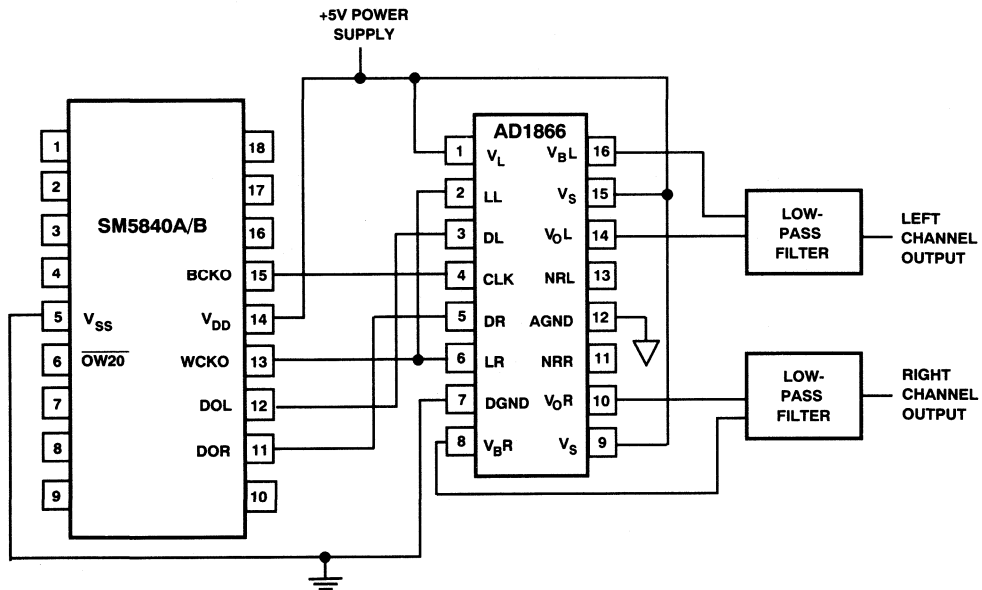 +5V POWER
SUPPLY
SM5840A/B
1
2
3
4
5 VSS
6 OW20
7
8
9
18
17
16
BCKO 15
VDD 14
WCKO 13
DOL 12
DOR 11
10
AD1866
1 VL
2 LL
3 DL
4 CLK
5 DR
6 LR
7 DGND
8 VBR
VBL 16
VS 15
VOL 14
NRL 13
AGND 12
NRR 11
VOR 10
VS 9
LOW-
PASS
FILTER
LEFT
CHANNEL
OUTPUT
LOW-
PASS
FILTER
RIGHT
CHANNEL
OUTPUT